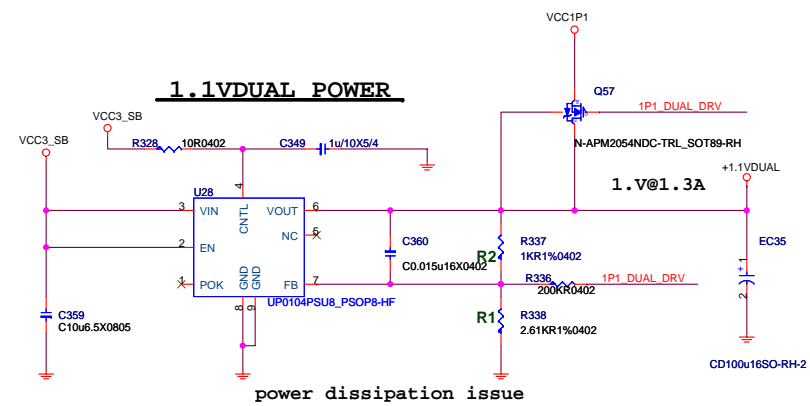 VCC1P1
1.1VDUAL POWER
Q57
1P1_DUAL_DRV
VCC3_SB
VCC3_SB
R328
10R0402
C349
1u/10X5/4
N-APM2054NDC-TRL_SOT89-RH
+1.1VDUAL
1.V@1.3A
U28
4
3
VIN
CNTL
VOUT
6
NC
5
2
EN
1
POK
GND
GND
FB
7
8
9
UP0104PSU8_PSOP8-HF
C360
C0.015u16X0402
R2
R337
1KR1%0402
R336
200KR0402
1P1_DUAL_DRV
EC35
+
1
2
C359
C10u6.5X0805
R1
R338
2.61KR1%0402
CD100u16SO-RH-2
power dissipation issue